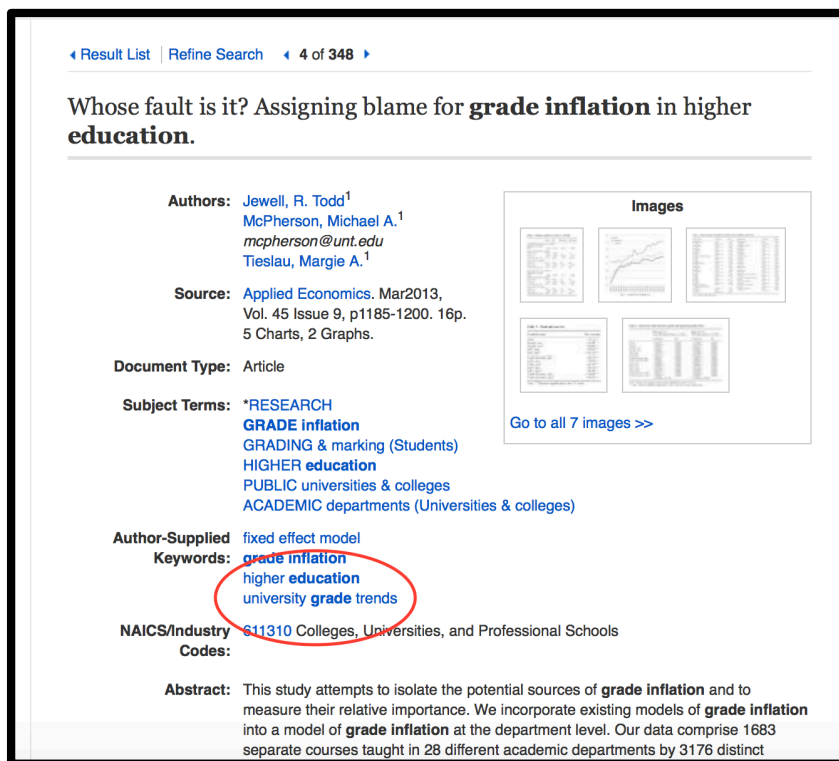 Result List Refine Search 4 of 348
Whose fault is it? Assigning blame for grade inflation in higher
education.
Authors: Jewell, R. Todd1
McPherson, Michael A.1
mcpherson@unt.edu
Tieslau, Margie A.1
Source: Applied Economics. Mar2013,
Vol. 45 Issue 9, p1185-1200. 16p.
5 Charts, 2 Graphs.
Document Type: Article
Subject Terms: *RESEARCH
GRADE inflation
GRADING & marking (Students)
HIGHER education
PUBLIC universities & colleges
ACADEMIC departments (Universities & colleges)
Images
Go to all 7 images >>
Author-Supplied fixed effect model
Keywords: grade inflation
higher education
university grade trends
NAICS/Industry 611310 Colleges, Universities, and Professional Schools
Codes:
Abstract: This study attempts to isolate the potential sources of grade inflation and to
measure their relative importance. We incorporate existing models of grade inflation
into a model of grade inflation at the department level. Our data comprise 1683
separate courses taught in 28 different academic departments by 3176 distinct